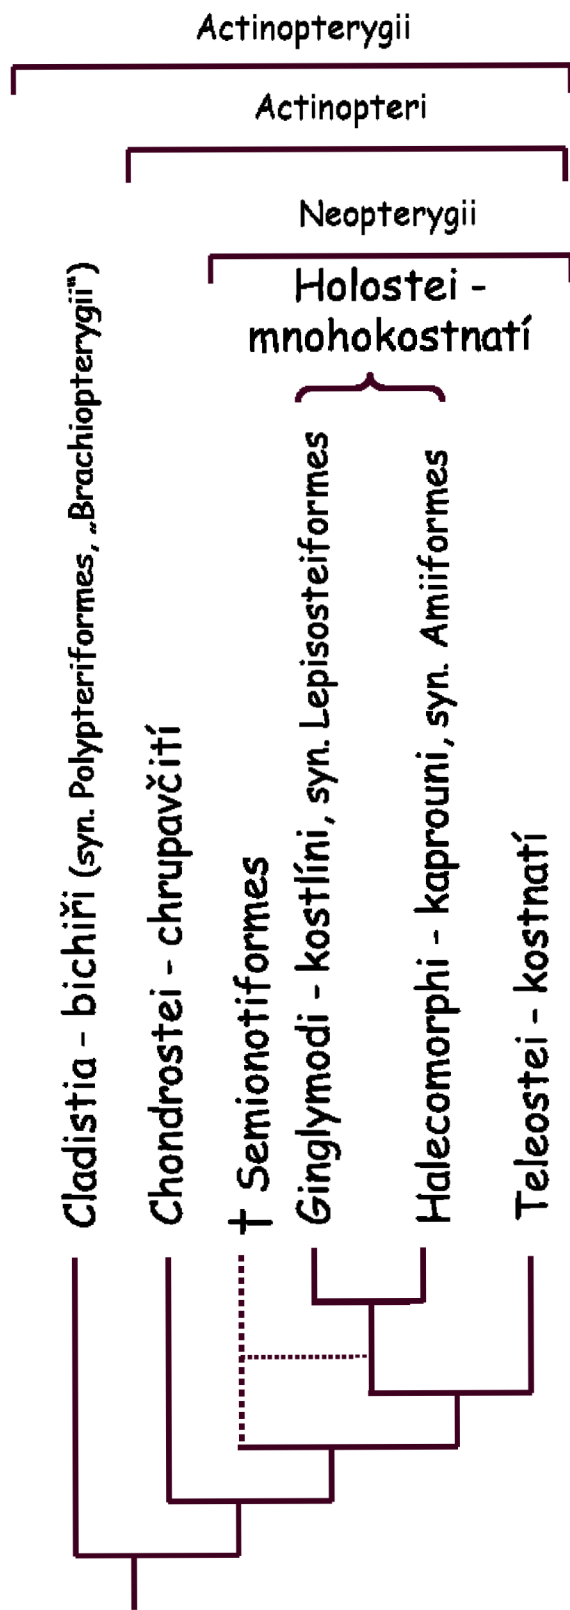 Actinopterygii
Actinopteri
Neopterygii
Holostei -
mnohokostnatí
Cladistia - bichiři (syn. Polypteriformes, „Brachiopterygii“)
Chondrostei - chrupavčití
† Semionotiformes
Ginglymodi - kostlíni, syn. Lepisosteiformes
Halecomorphi - kaprouni, syn. Amiiformes
Teleostei - kostnatí